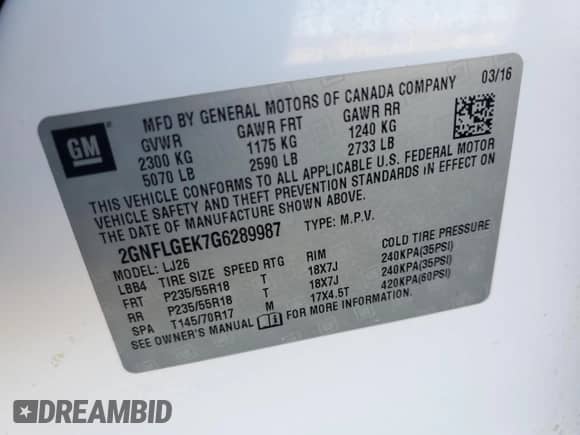 GM
MFD BY GENERAL MOTORS OF CANADA COMPANY 03/16
GVWR GAWR FRT GAWR RR
2300 KG 1175 KG 1240 KG
5070 LB 2590 LB 2733 LB
THIS VEHICLE CONFORMS TO ALL APPLICABLE U.S. FEDERAL MOTOR
VEHICLE SAFETY AND THEFT PREVENTION STANDARDS IN EFFECT ON
THE DATE OF MANUFACTURE SHOWN ABOVE.
2GNFLGEK7G6289987 TYPE: M.P.V.
MODEL: LJ26
LBB4 TIRE SIZE SPEED RTG RIM COLD TIRE PRESSURE
FRT P235/55R18 T 18X7J 240KPA(35PSI)
RR P235/55R18 T 18X7J 240KPA(35PSI)
SPA T145/70R17 M 17X4.5T 420KPA(60PSI)
SEE OWNER'S MANUAL FOR MORE INFORMATION.
DREAMBID